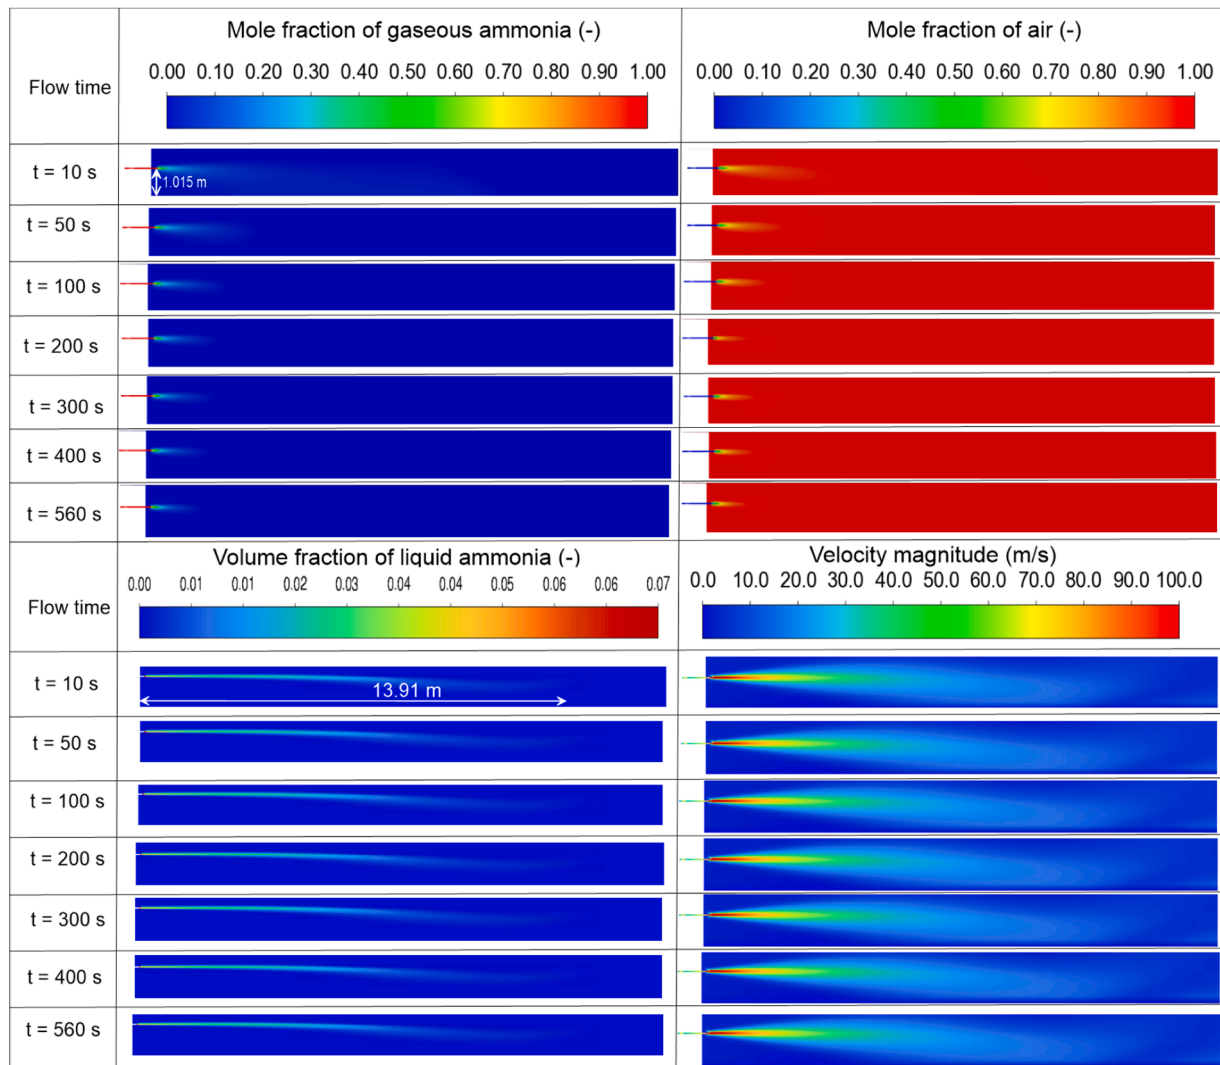 Mole fraction of gaseous ammonia (-)
Mole fraction of air (-)
Flow time
0.00 0.10 0.20 0.30 0.40 0.50 0.60 0.70 0.80 0.90 1.00
0.00 0.10 0.20 0.30 0.40 0.50 0.60 0.70 0.80 0.90 1.00
t = 10 s
1.015 m
t = 50 s
t = 100 s
t = 200 s
t = 300 s
t = 400 s
t = 560 s
Volume fraction of liquid ammonia (-)
Velocity magnitude (m/s)
Flow time
0.00 0.01 0.01 0.02 0.03 0.04 0.04 0.05 0.06 0.06 0.07
0.0 10.0 20.0 30.0 40.0 50.0 60.0 70.0 80.0 90.0 100.0
t = 10 s
13.91 m
t = 50 s
t = 100 s
t = 200 s
t = 300 s
t = 400 s
t = 560 s